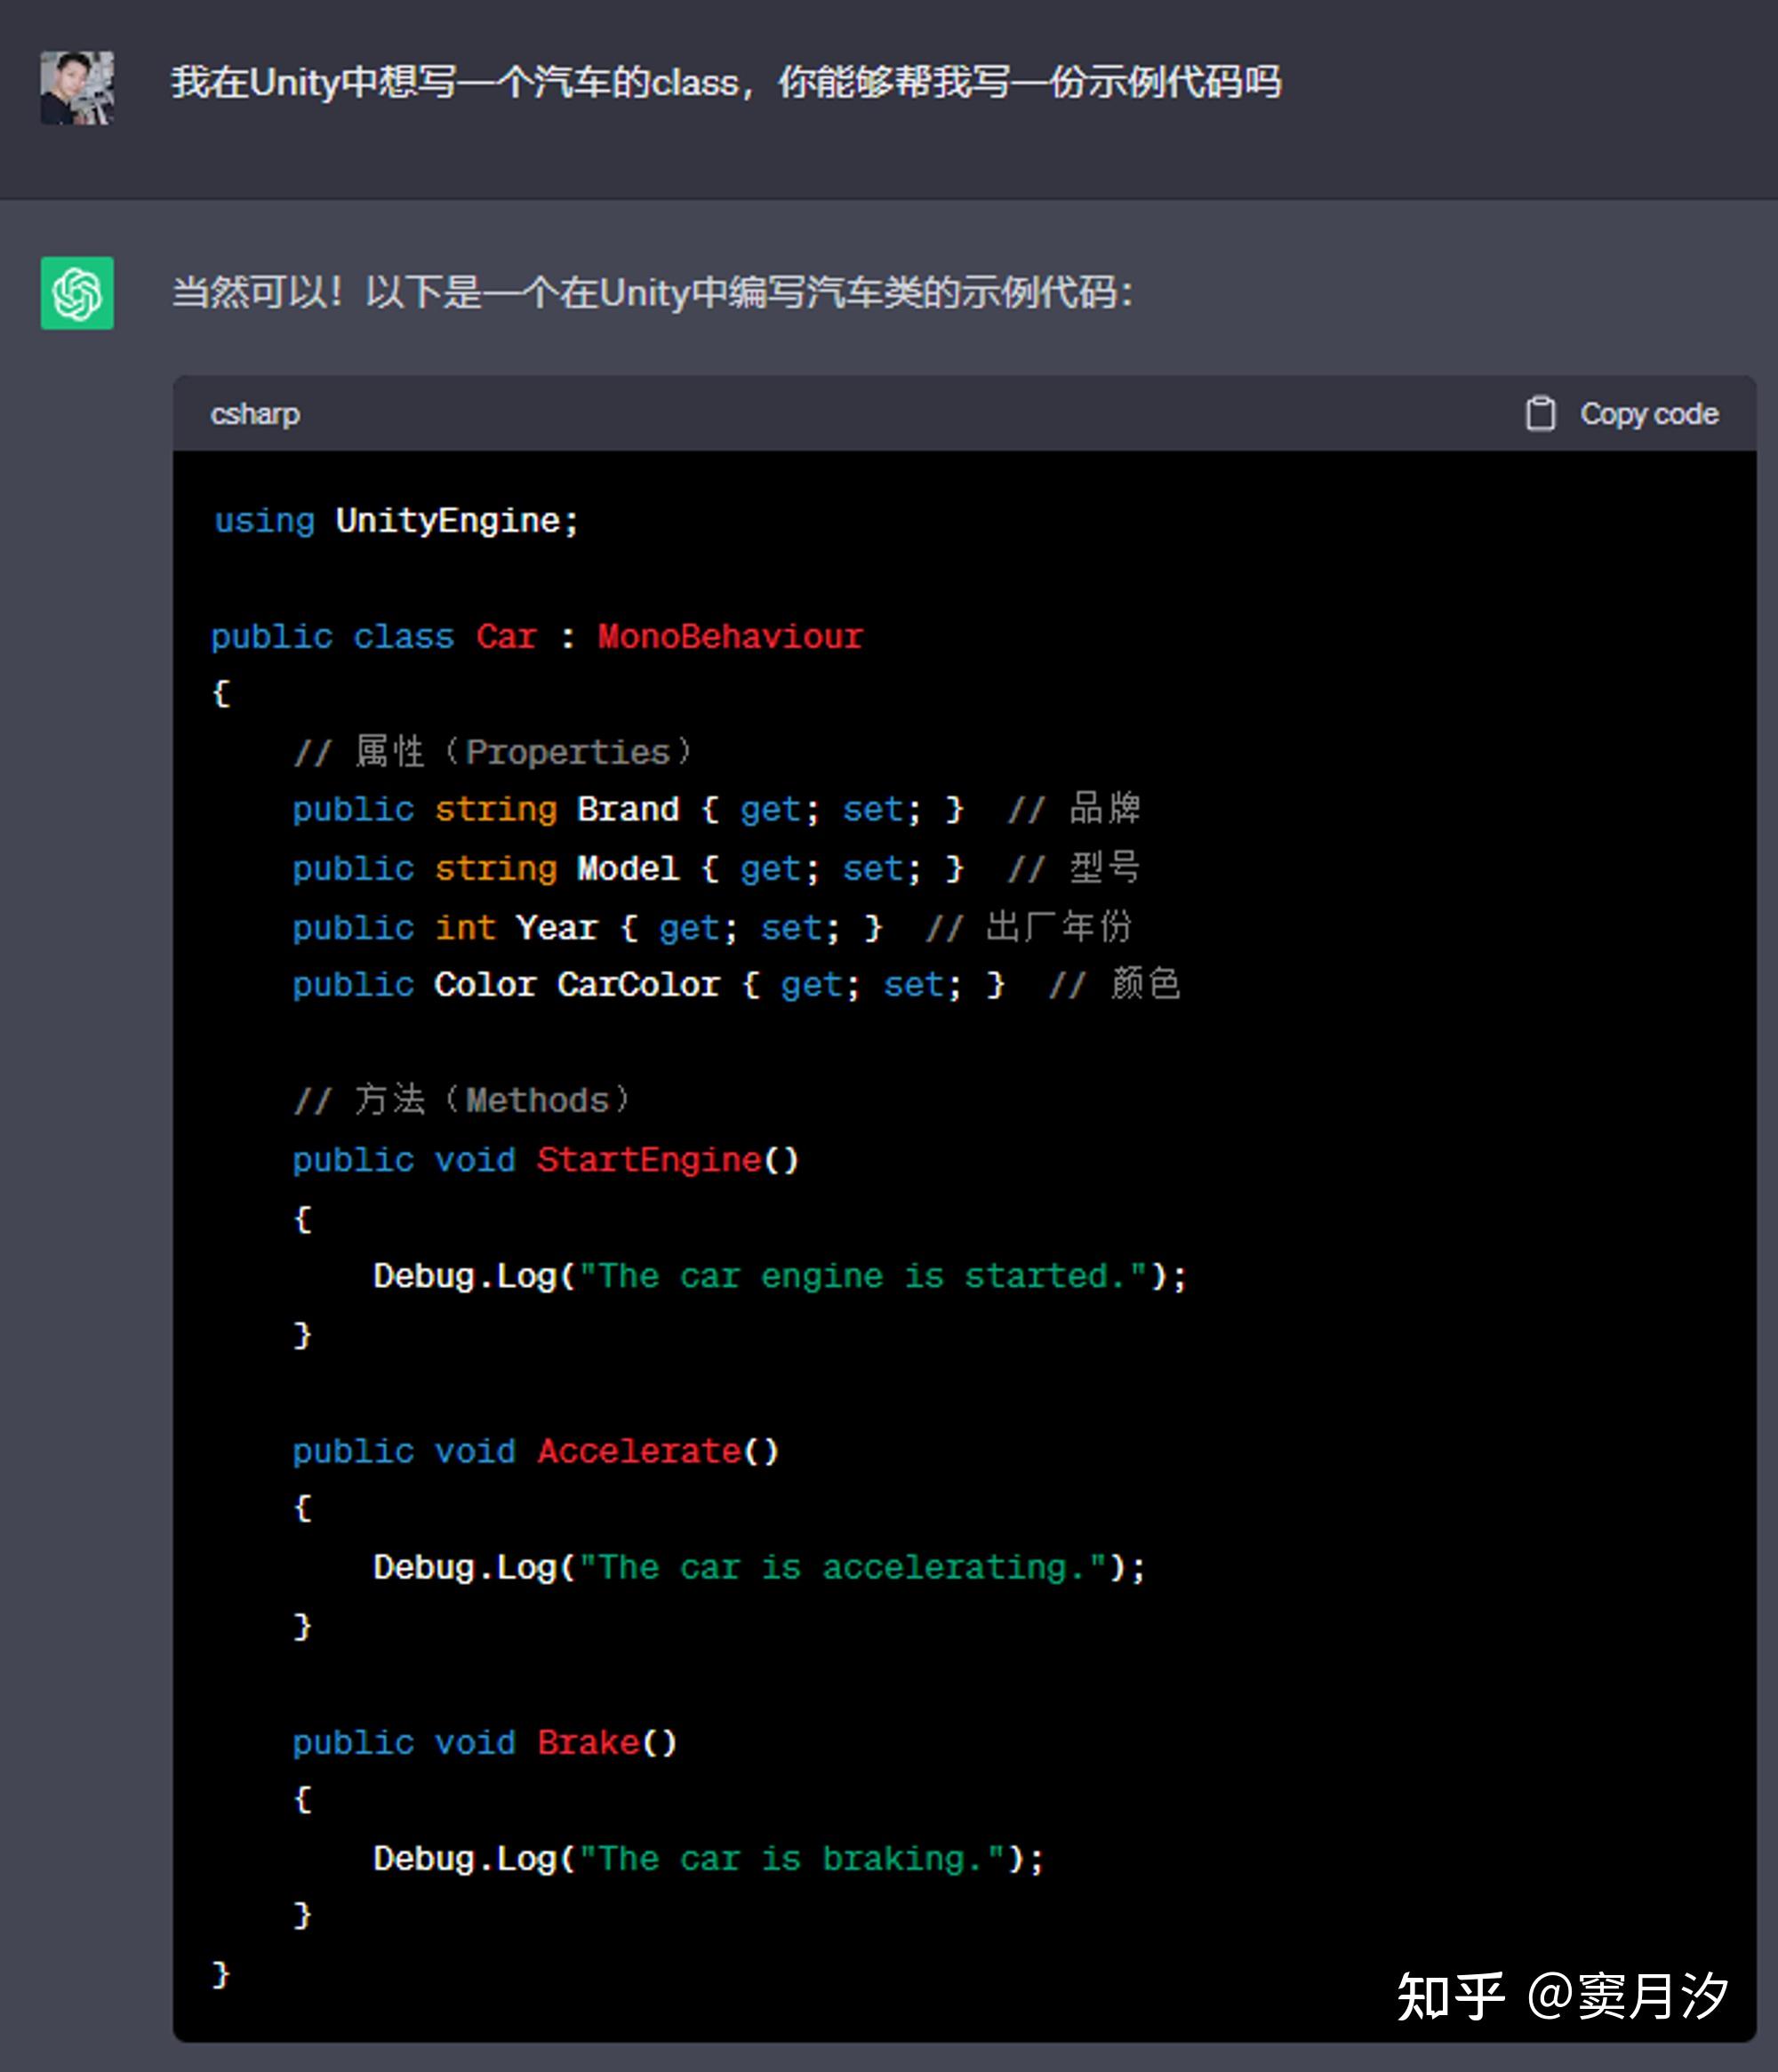 我在Unity中想写一个汽车的class，你能够帮我写一份示例代码吗
当然可以！以下是一个在Unity中编写汽车类的示例代码：
csharp Copy code
using UnityEngine;
public class Car : MonoBehaviour
{
// 属性（Properties）
public string Brand { get; set; } // 品牌
public string Model { get; set; } // 型号
public int Year { get; set; } // 出厂年份
public Color CarColor { get; set; } // 颜色
// 方法（Methods）
public void StartEngine()
{
Debug.Log("The car engine is started.");
}
public void Accelerate()
{
Debug.Log("The car is accelerating.");
}
public void Brake()
{
Debug.Log("The car is braking.");
}
}
知乎 @窦月汐